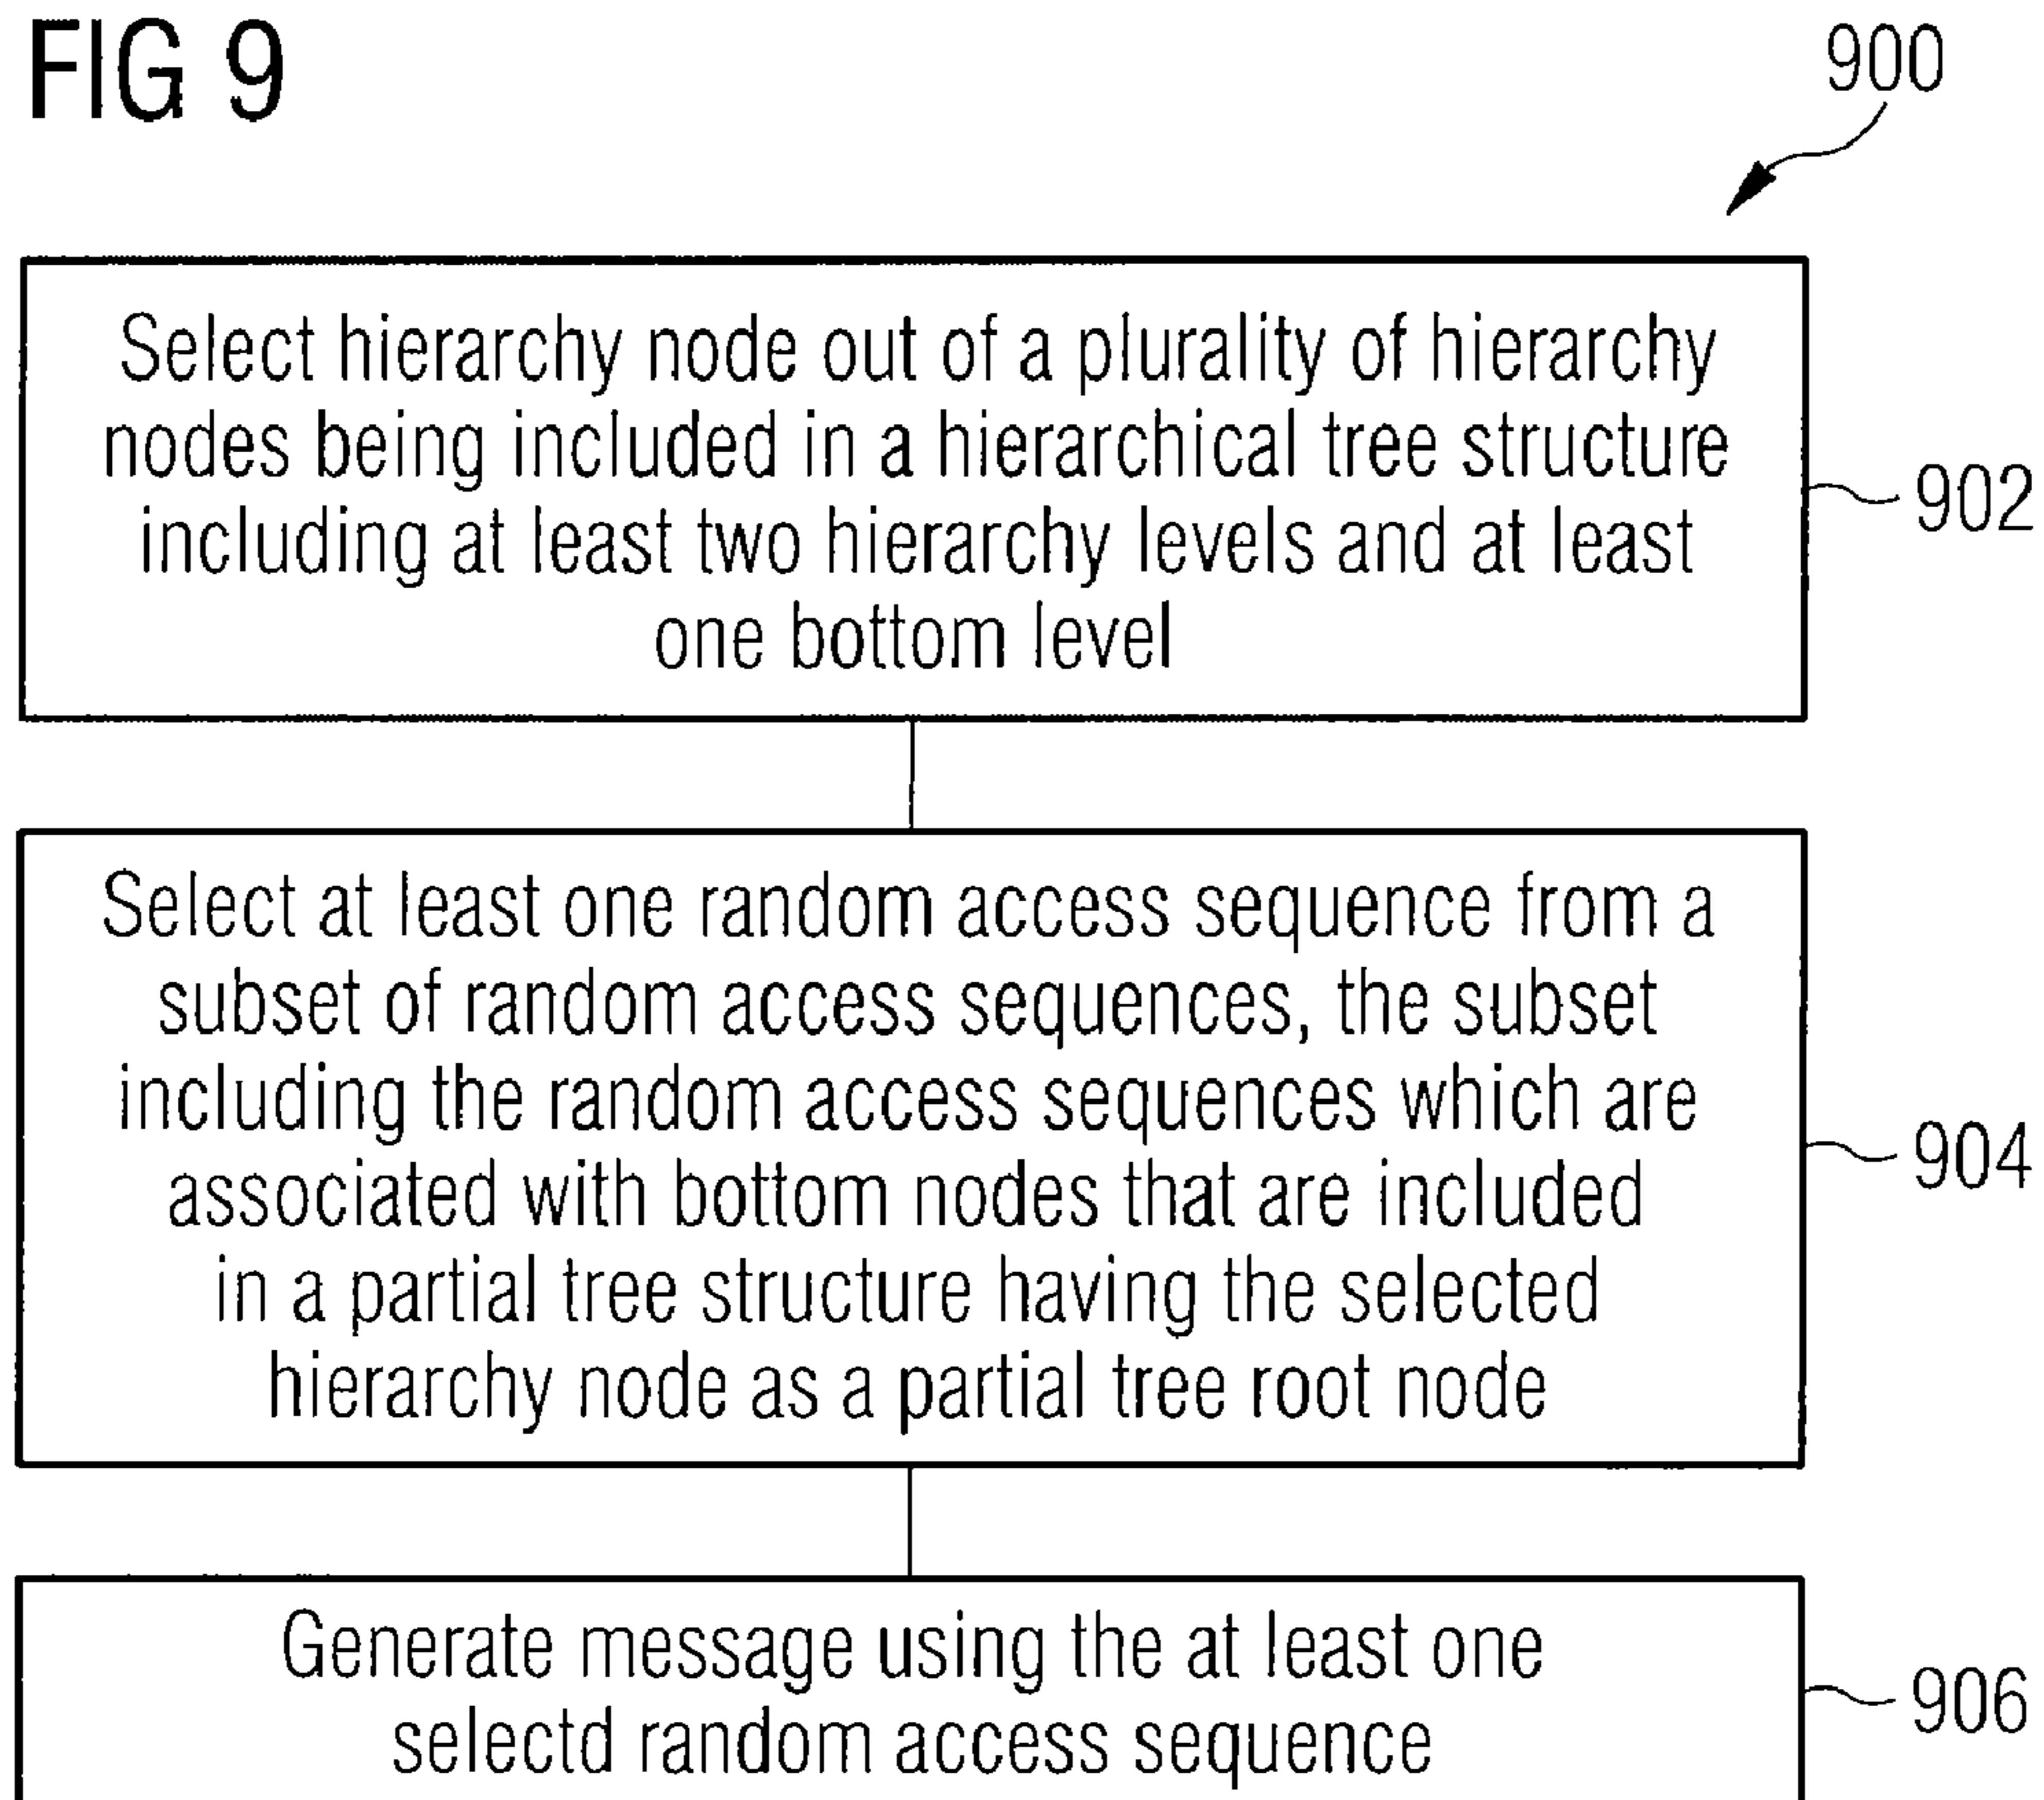 FIG 9
900
Select hierarchy node out of a plurality of hierarchy
nodes being included in a hierarchical tree structure
including at least two hierarchy levels and at least
one bottom level
902
Select at least one random access sequence from a
subset of random access sequences, the subset
including the random access sequences which are
associated with bottom nodes that are included
in a partial tree structure having the selected
hierarchy node as a partial tree root node
904
Generate message using the at least one
selectd random access sequence
906